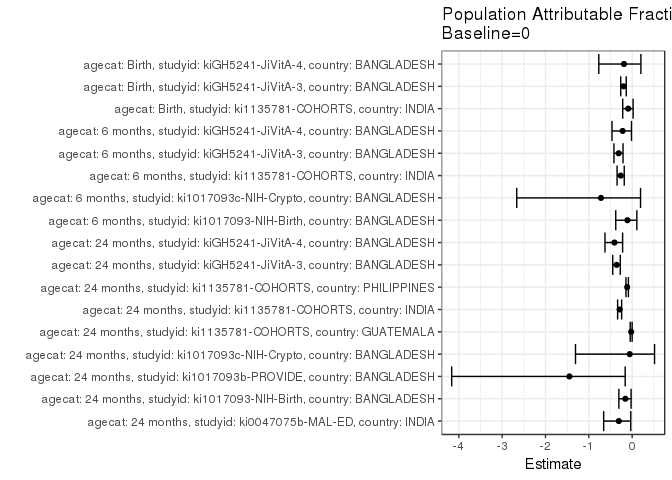 Population Attributable Fracti
Baseline=0
agecat: Birth, studyid: kiGH5241-JiVitA-4, country: BANGLADESH
agecat: Birth, studyid: kiGH5241-JiVitA-3, country: BANGLADESH
agecat: Birth, studyid: ki1135781-COHORTS, country: INDIA
agecat: 6 months, studyid: kiGH5241-JiVitA-4, country: BANGLADESH
agecat: 6 months, studyid: kiGH5241-JiVitA-3, country: BANGLADESH
agecat: 6 months, studyid: ki1135781-COHORTS, country: INDIA
agecat: 6 months, studyid: ki1017093c-NIH-Crypto, country: BANGLADESH
agecat: 6 months, studyid: ki1017093-NIH-Birth, country: BANGLADESH
agecat: 24 months, studyid: kiGH5241-JiVitA-4, country: BANGLADESH
agecat: 24 months, studyid: kiGH5241-JiVitA-3, country: BANGLADESH
agecat: 24 months, studyid: ki1135781-COHORTS, country: PHILIPPINES
agecat: 24 months, studyid: ki1135781-COHORTS, country: INDIA
agecat: 24 months, studyid: ki1135781-COHORTS, country: GUATEMALA
agecat: 24 months, studyid: ki1017093c-NIH-Crypto, country: BANGLADESH
agecat: 24 months, studyid: ki1017093b-PROVIDE, country: BANGLADESH
agecat: 24 months, studyid: ki1017093-NIH-Birth, country: BANGLADESH
agecat: 24 months, studyid: ki0047075b-MAL-ED, country: INDIA
-4 -3 -2 -1 0
Estimate